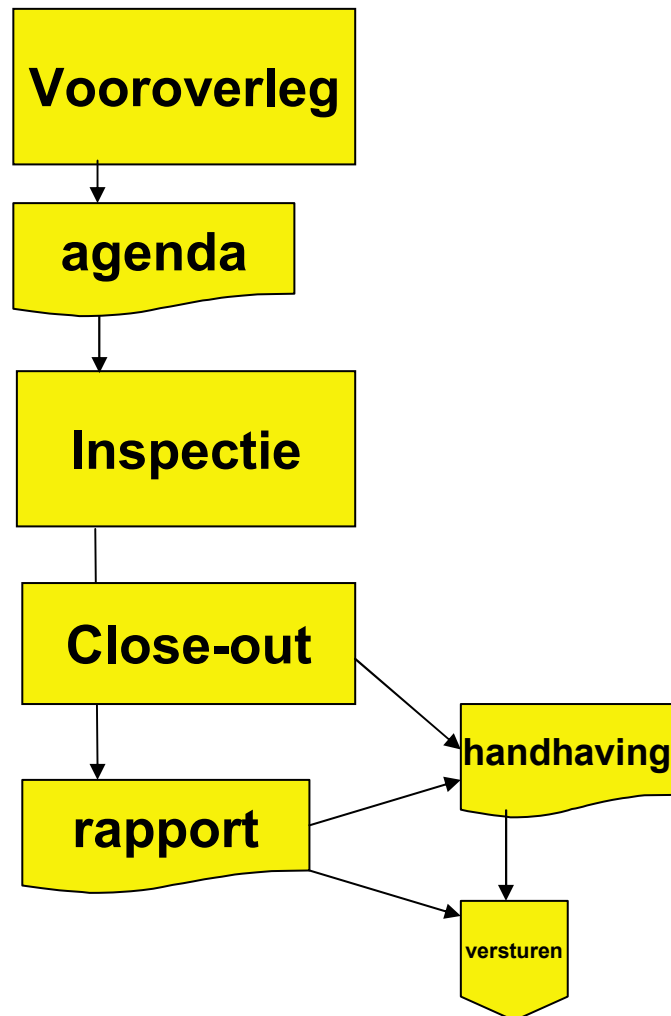 Vooroverleg
agenda
Inspectie
Close-out
handhaving
rapport
versturen